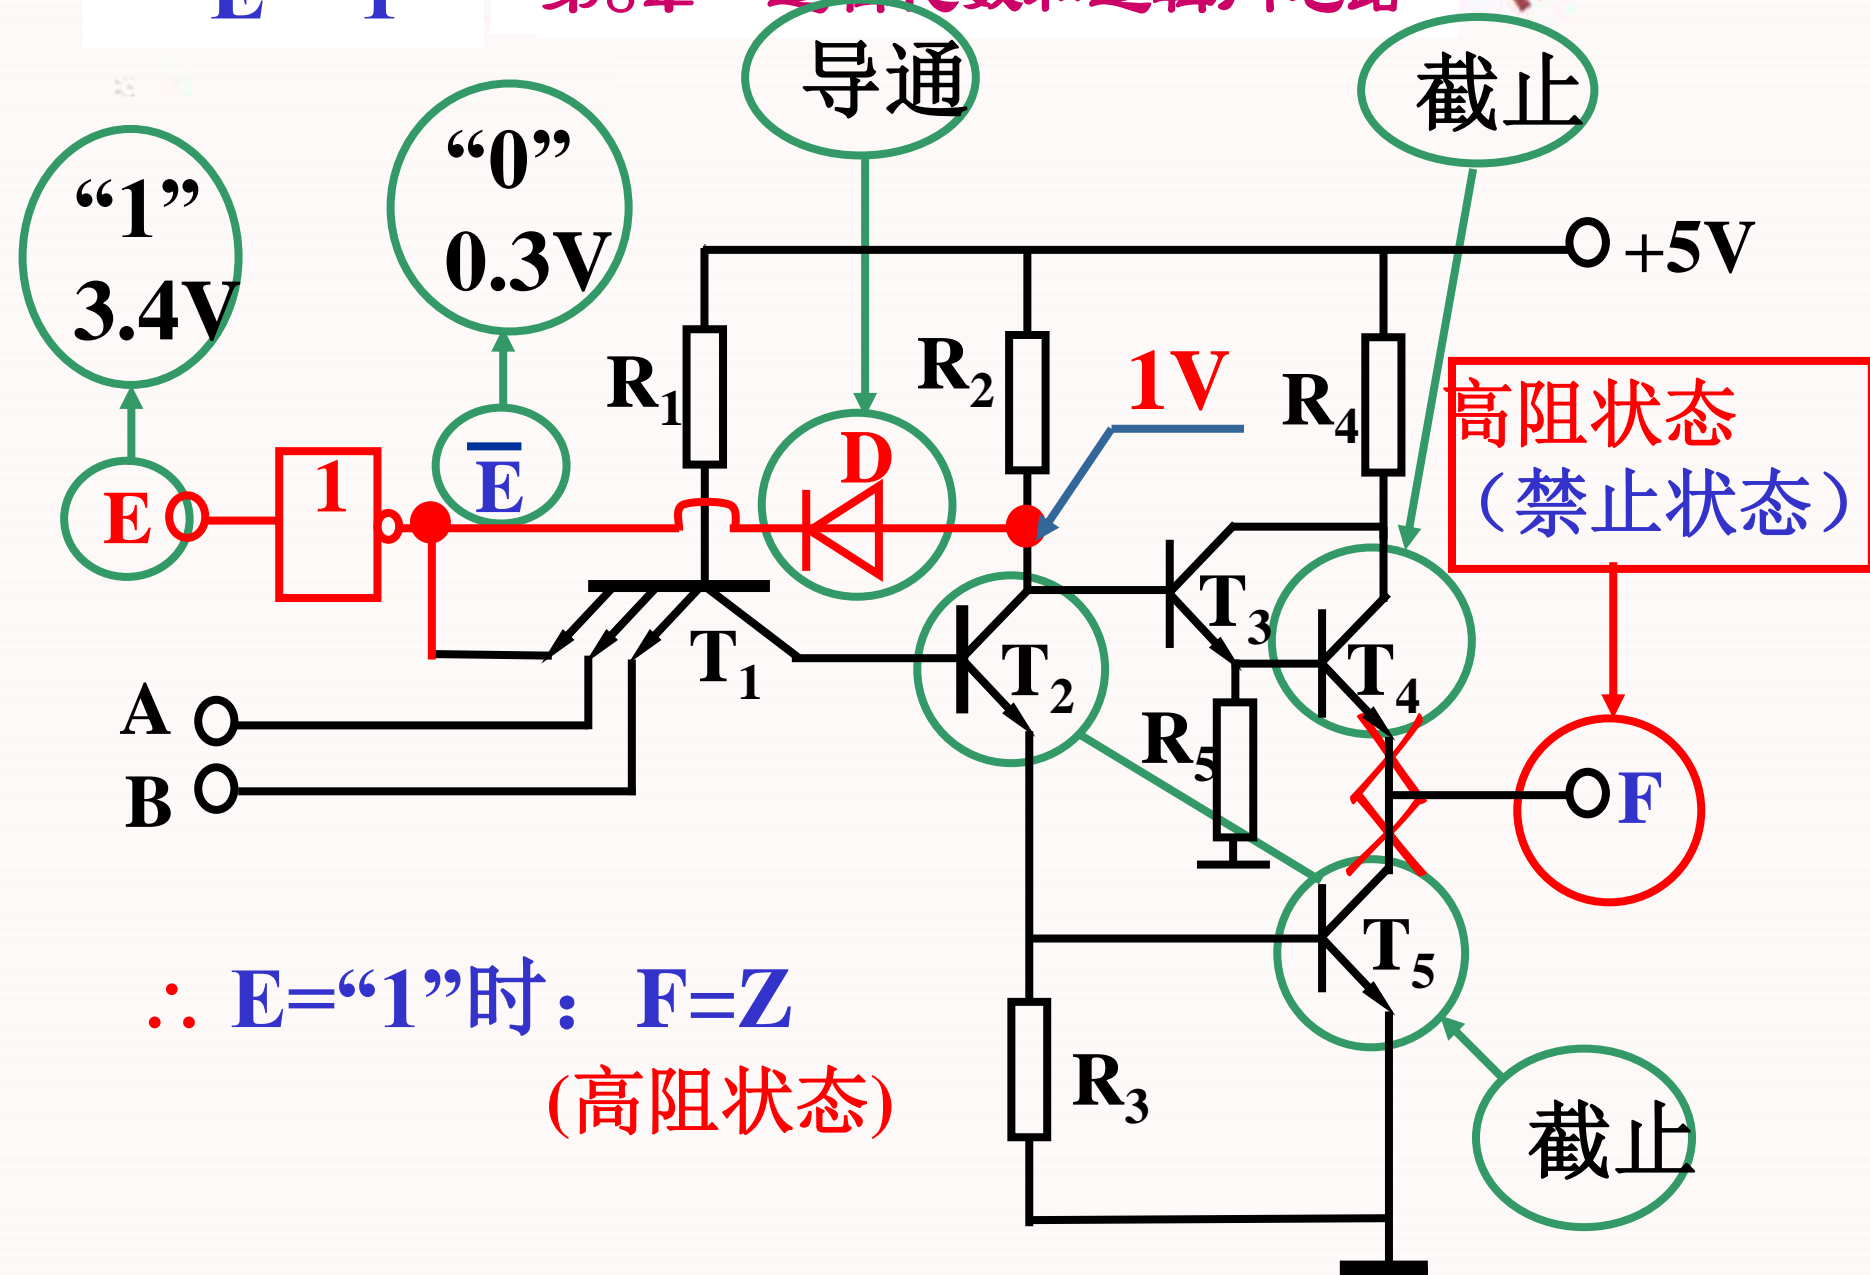 导通
截止
“0”
0.3V
“1”
3.4V
+5V
R1
R2
1V
R4
高阻状态
（禁止状态）
D
E
1
E̅
T1
T2
T3
T4
A
B
R5
F
T5
∴ E=“1”时： F=Z
(高阻状态)
R3
截止